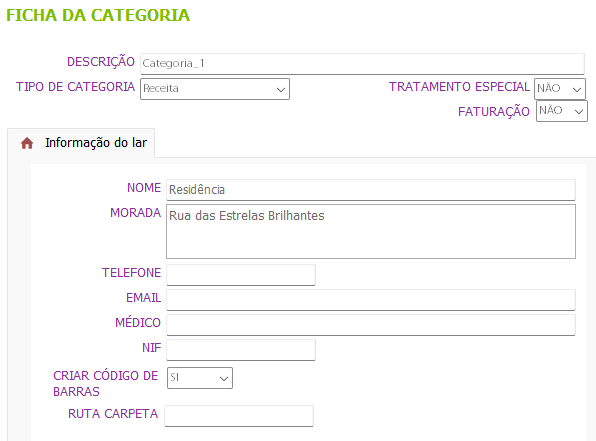 FICHA DA CATEGORIA
DESCRIÇÃO Categoria_1
TIPO DE CATEGORIA Receita TRATAMENTO ESPECIAL NÃO
FATURAÇÃO NÃO
Informação do lar
NOME Residência
MORADA Rua das Estrelas Brilhantes
TELEFONE
EMAIL
MÉDICO
NIF
CRIAR CÓDIGO DE SI
BARRAS
RUTA CARPETA